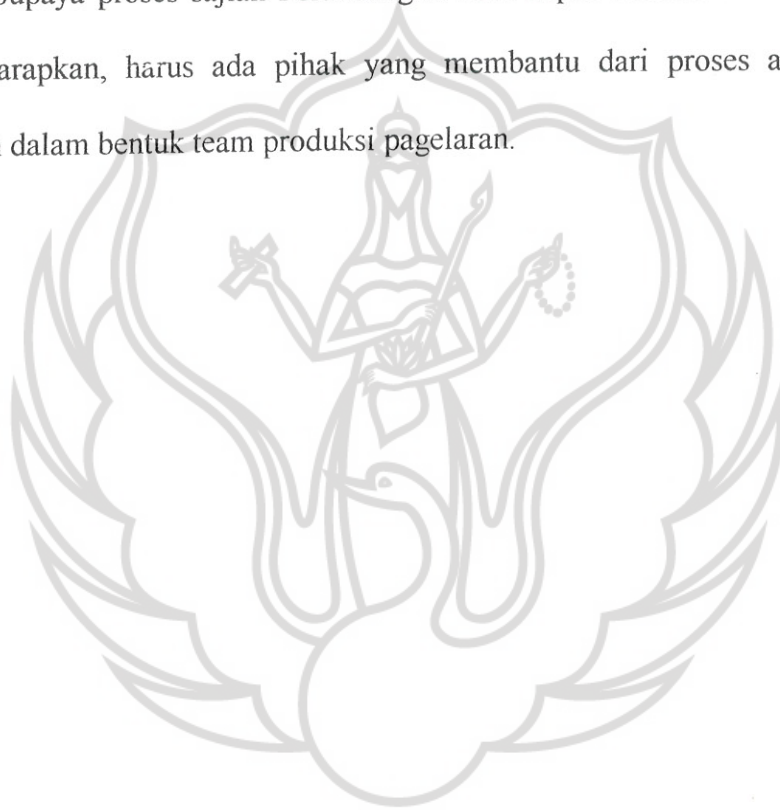 upaya proses sajian
arapkan, harus ada pihak yang membantu dari proses a
dalam bentuk team produksi pagelaran.